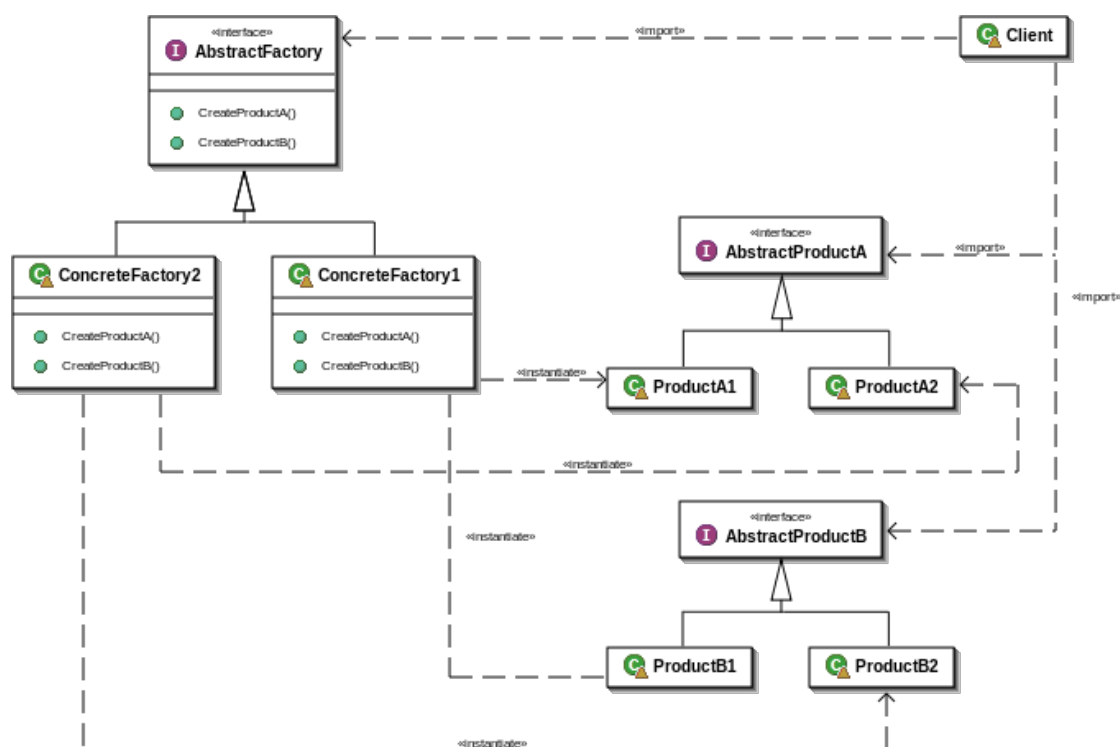 «interface»
I AbstractFactory
CreateProductA()
CreateProductB()
«import»
C Client
C ConcreteFactory2
CreateProductA()
CreateProductB()
C ConcreteFactory1
CreateProductA()
CreateProductB()
«interface»
I AbstractProductA
«import»
«import»
«instantiate»
C ProductA1
C ProductA2
«instantiate»
«interface»
I AbstractProductB
«instantiate»
C ProductB1
C ProductB2
«instantiate»